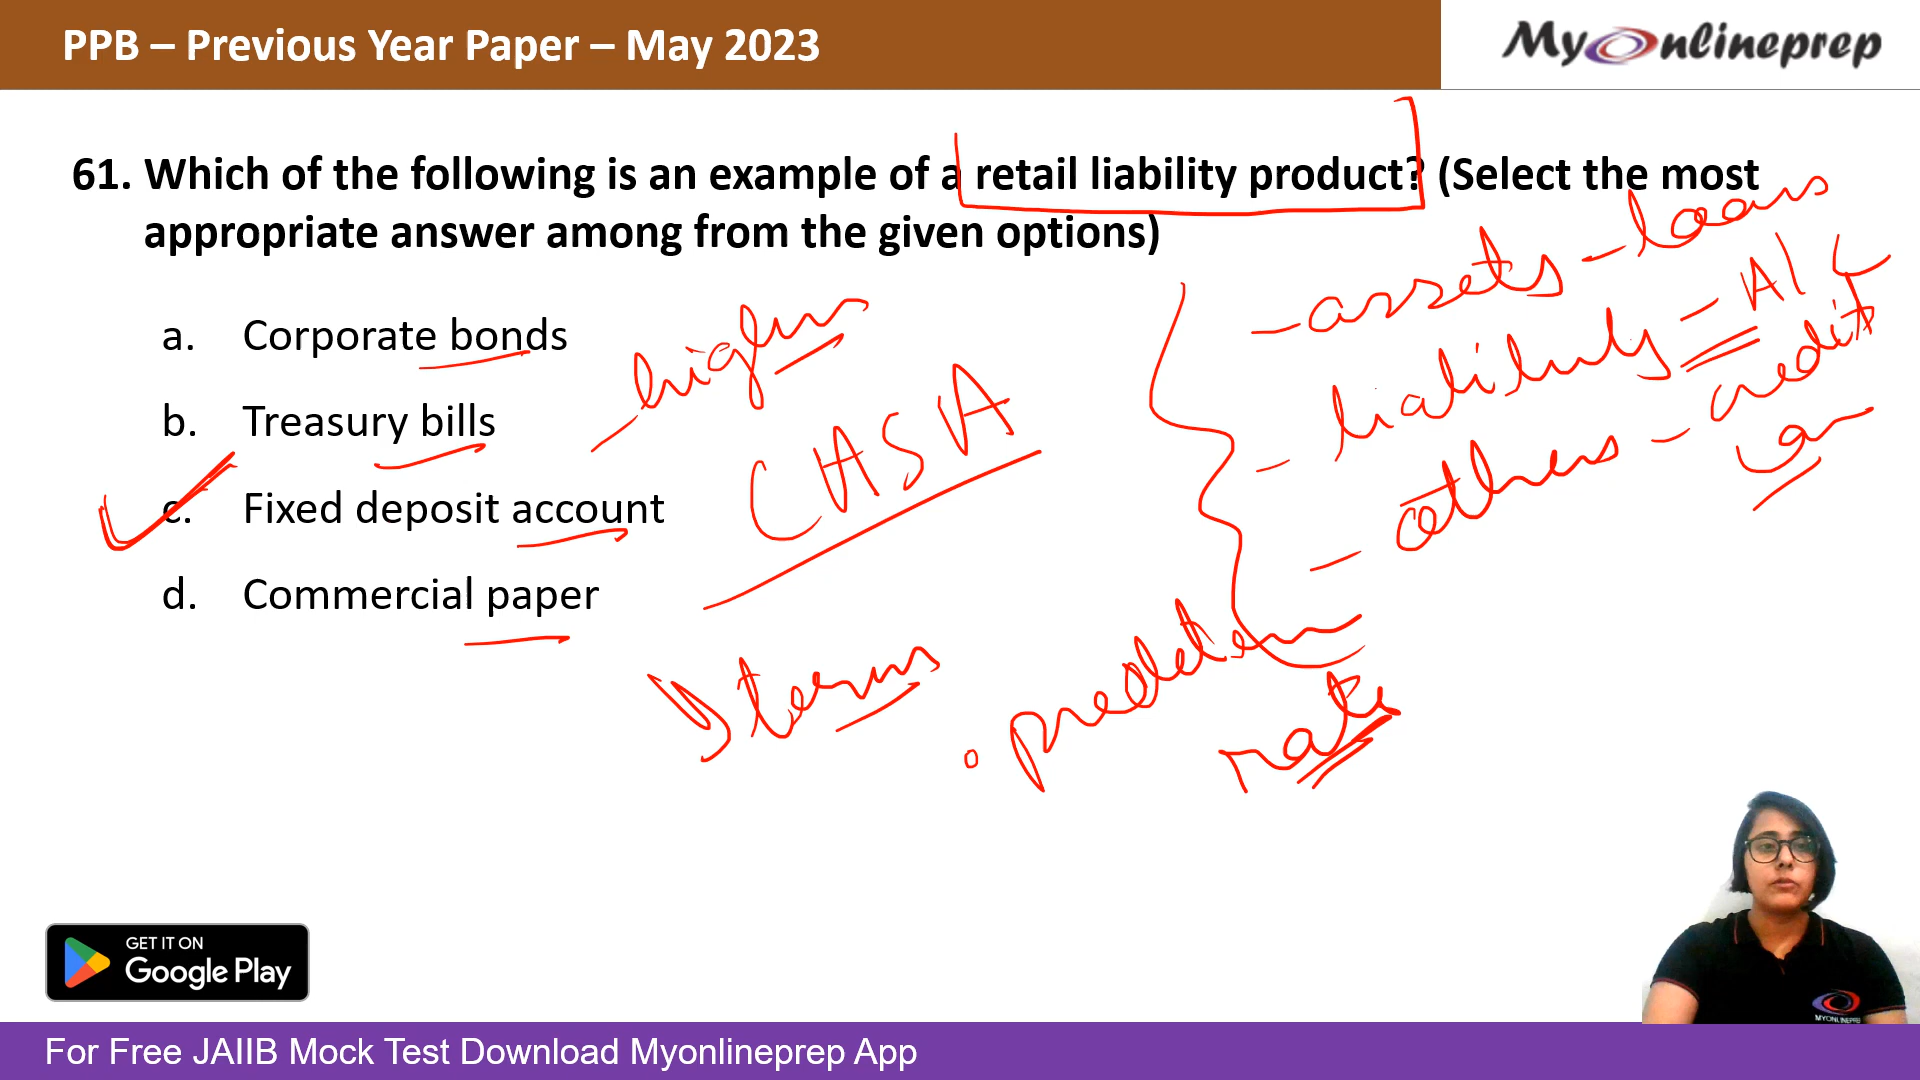 PPB – Previous Year Paper – May 2023
MyOnlineprep
61. Which of the following is an example of a retail liability product? (Select the most
appropriate answer among from the given options)
a. Corporate bonds
b. Treasury bills
c. Fixed deposit account
d. Commercial paper
- higher
CASA
- assets - loans
- liability = A/C
- others - credit
terms
rate
GET IT ON
Google Play
MYONLINEPREP
For Free JAIIB Mock Test Download Myonlineprep App